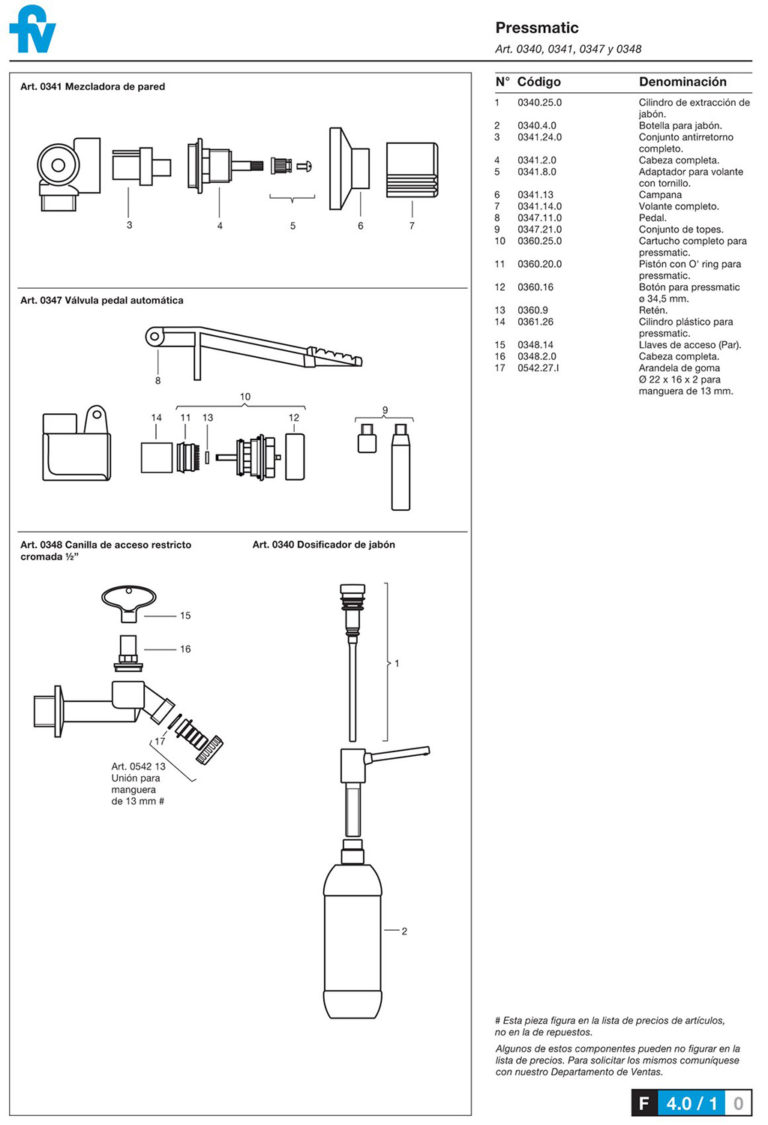 fv
Pressmatic
Art. 0340, 0341, 0347 y 0348
Art. 0341 Mezcladora de pared
3
4
5
6
7
Art. 0347 Válvula pedal automática
8
10
9
14
11
13
12
Art. 0348 Canilla de acceso restricto
cromada ½”
15
16
17
Art. 0542 13
Unión para
manguera
de 13 mm #
Art. 0340 Dosificador de jabón
1
2
N° Código Denominación
1 0340.25.0 Cilindro de extracción de
jabón.
2 0340.4.0 Botella para jabón.
3 0341.24.0 Conjunto antirretorno
completo.
4 0341.2.0 Cabeza completa.
5 0341.8.0 Adaptador para volante
con tornillo.
6 0341.13 Campana
7 0341.14.0 Volante completo.
8 0347.11.0 Pedal.
9 0347.21.0 Conjunto de topes.
10 0360.25.0 Cartucho completo para
pressmatic.
11 0360.20.0 Pistón con O' ring para
pressmatic.
12 0360.16 Botón para pressmatic
ø 34,5 mm.
13 0360.9 Retén.
14 0361.26 Cilindro plástico para
pressmatic.
15 0348.14 Llaves de acceso (Par).
16 0348.2.0 Cabeza completa.
17 0542.27.I Arandela de goma
Ø 22 x 16 x 2 para
manguera de 13 mm.
# Esta pieza figura en la lista de precios de artículos,
no en la de repuestos.
Algunos de estos componentes pueden no figurar en la
lista de precios. Para solicitar los mismos comuníquese
con nuestro Departamento de Ventas.
F 4.0 / 1 0